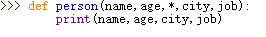 >>> def person(name,age,*,city,job):
        print(name,age,city,job)